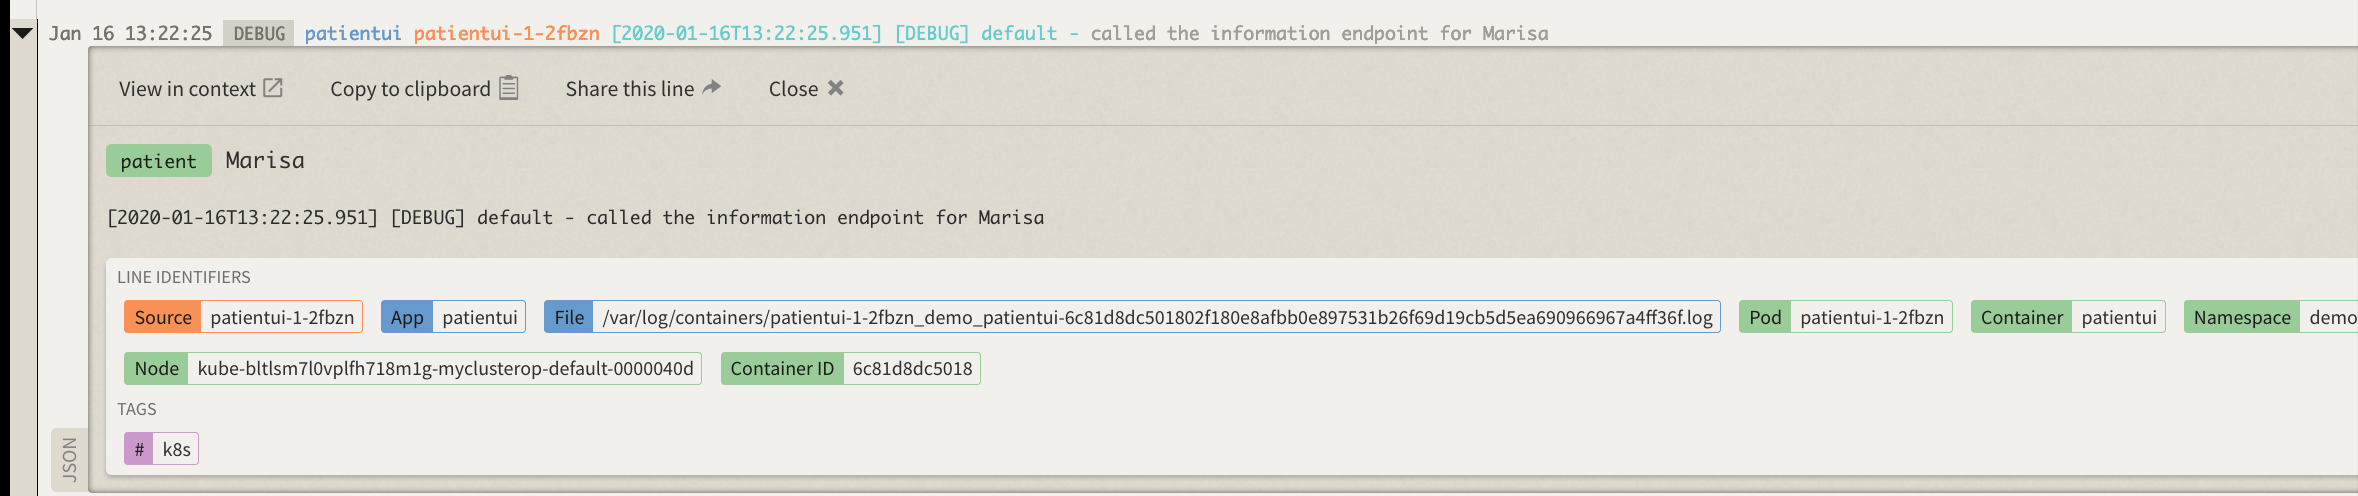 Jan 16 13:22:25 DEBUG patientui patientui-1-2fbzn [2020-01-16T13:22:25.951] [DEBUG] default - called the information endpoint for Marisa
View in context Copy to clipboard Share this line Close
patient Marisa
[2020-01-16T13:22:25.951] [DEBUG] default - called the information endpoint for Marisa
LINE IDENTIFIERS
Source patientui-1-2fbzn App patientui File /var/log/containers/patientui-1-2fbzn_demo_patientui-6c81d8dc501802f180e8afbb0e897531b26f69d19cb5d5ea690966967a4ff36f.log Pod patientui-1-2fbzn Container patientui Namespace demo
Node kube-bltlsm7l0vplfh718m1g-myclusterop-default-0000040d Container ID 6c81d8dc5018
TAGS
# k8s
JSON